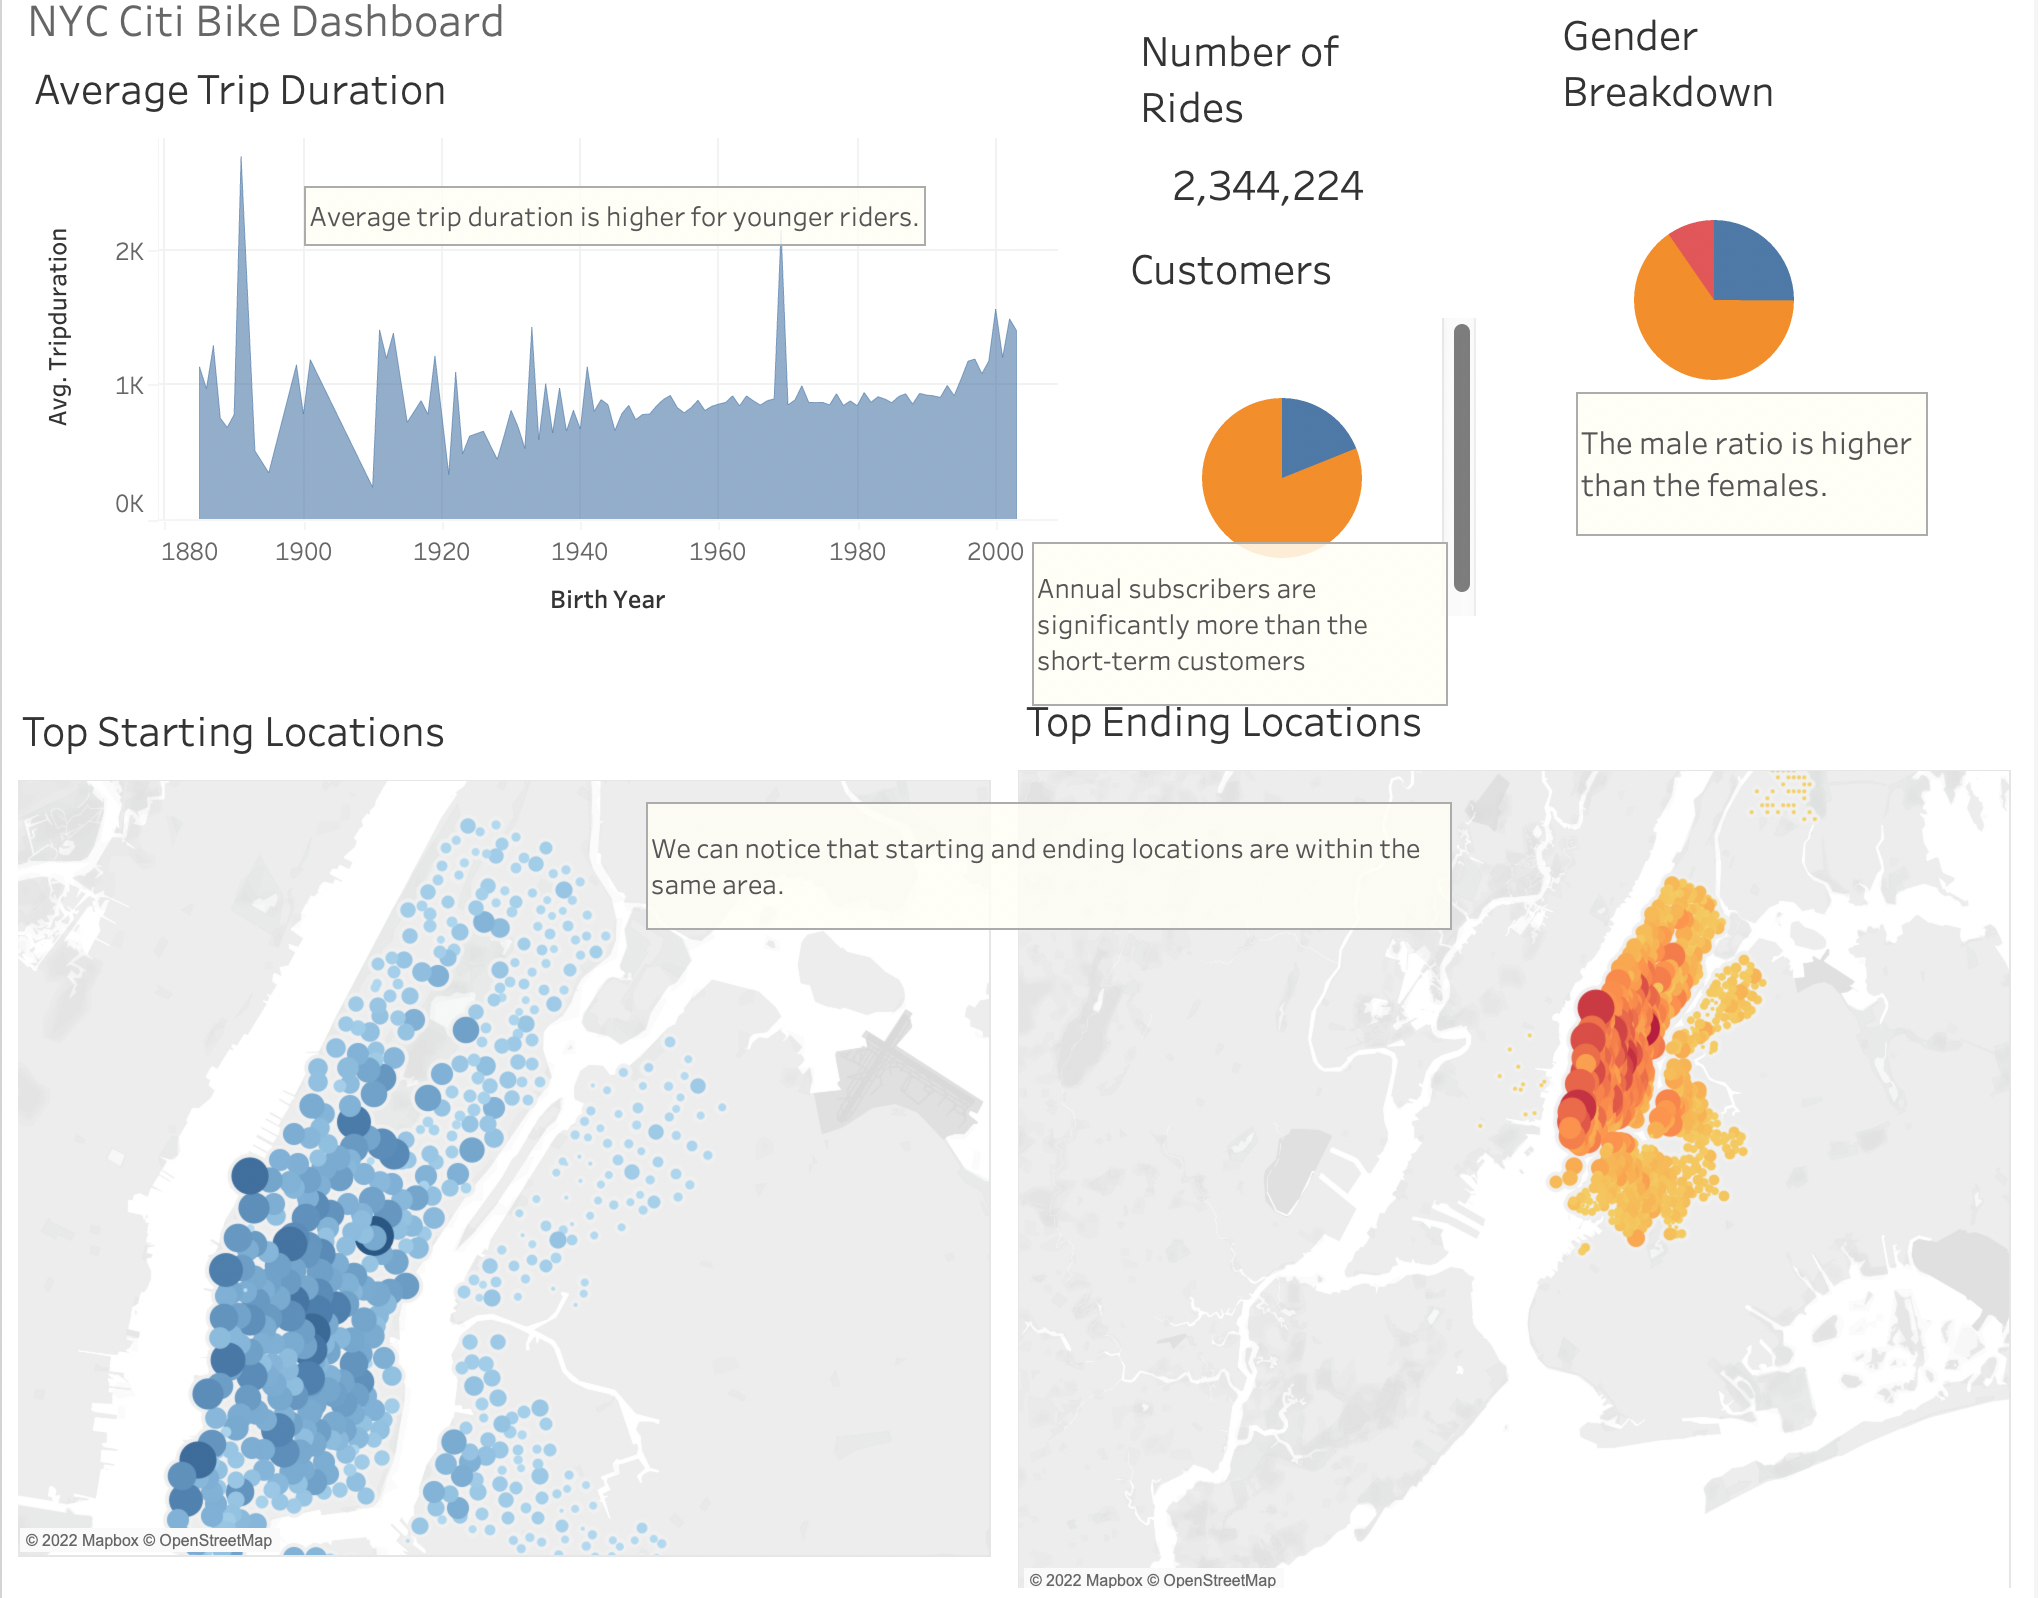 NYC Citi Bike Dashboard
Average Trip Duration
Avg. Tripduration
2K
1K
0K
Average trip duration is higher for younger riders.
1880 1900 1920 1940 1960 1980 2000
Birth Year
Number of
Rides
2,344,224
Customers
Annual subscribers are
significantly more than the
short-term customers
Gender
Breakdown
The male ratio is higher
than the females.
Top Starting Locations
Top Ending Locations
We can notice that starting and ending locations are within the
same area.
© 2022 Mapbox © OpenStreetMap
© 2022 Mapbox © OpenStreetMap